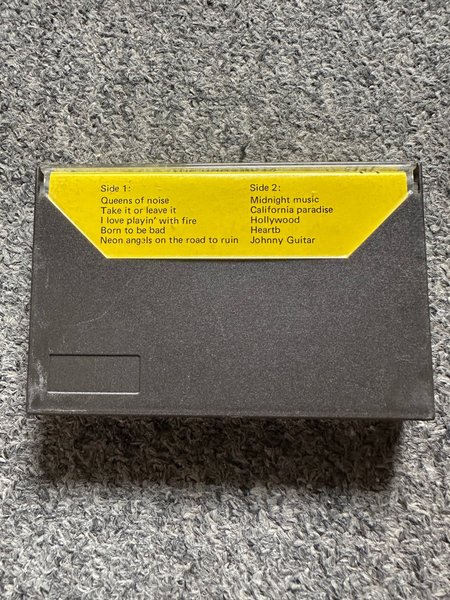 Side 1:
Queens of noise
Take it or leave it
I love playin' with fire
Born to be bad
Neon angels on the road to ruin
Side 2:
Midnight music
California paradise
Hollywood
Heartb
Johnny Guitar